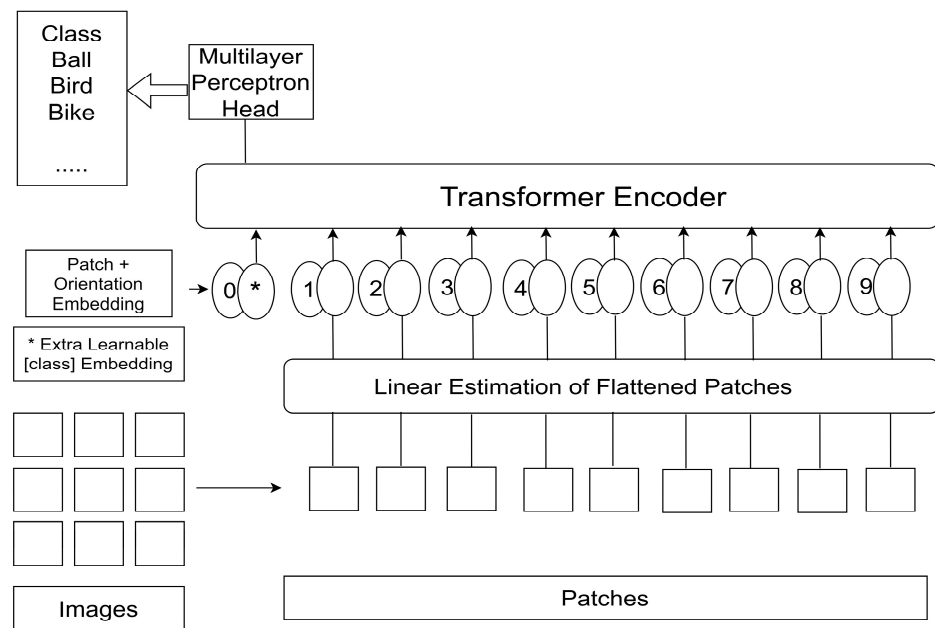 Class
Ball
Bird
Bike
.....
Multilayer
Perceptron
Head
Transformer Encoder
Patch +
Orientation
Embedding
0 * 1 2 3 4 5 6 7 8 9
* Extra Learnable
[class] Embedding
Linear Estimation of Flattened Patches
Images
Patches